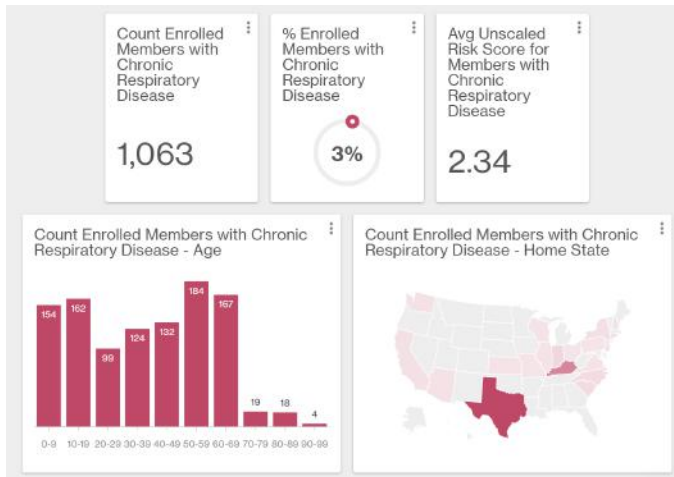 Count Enrolled
Members with
Chronic
Respiratory
Disease
1,063
% Enrolled
Members with
Chronic
Respiratory
Disease
3%
Avg Unscaled
Risk Score for
Members with
Chronic
Respiratory
Disease
2.34
Count Enrolled Members with Chronic
Respiratory Disease - Age
154
162
99
124
132
184
167
19
18
4
0-9 10-19 20-29 30-39 40-49 50-59 60-69 70-79 80-89 90-99
Count Enrolled Members with Chronic
Respiratory Disease - Home State